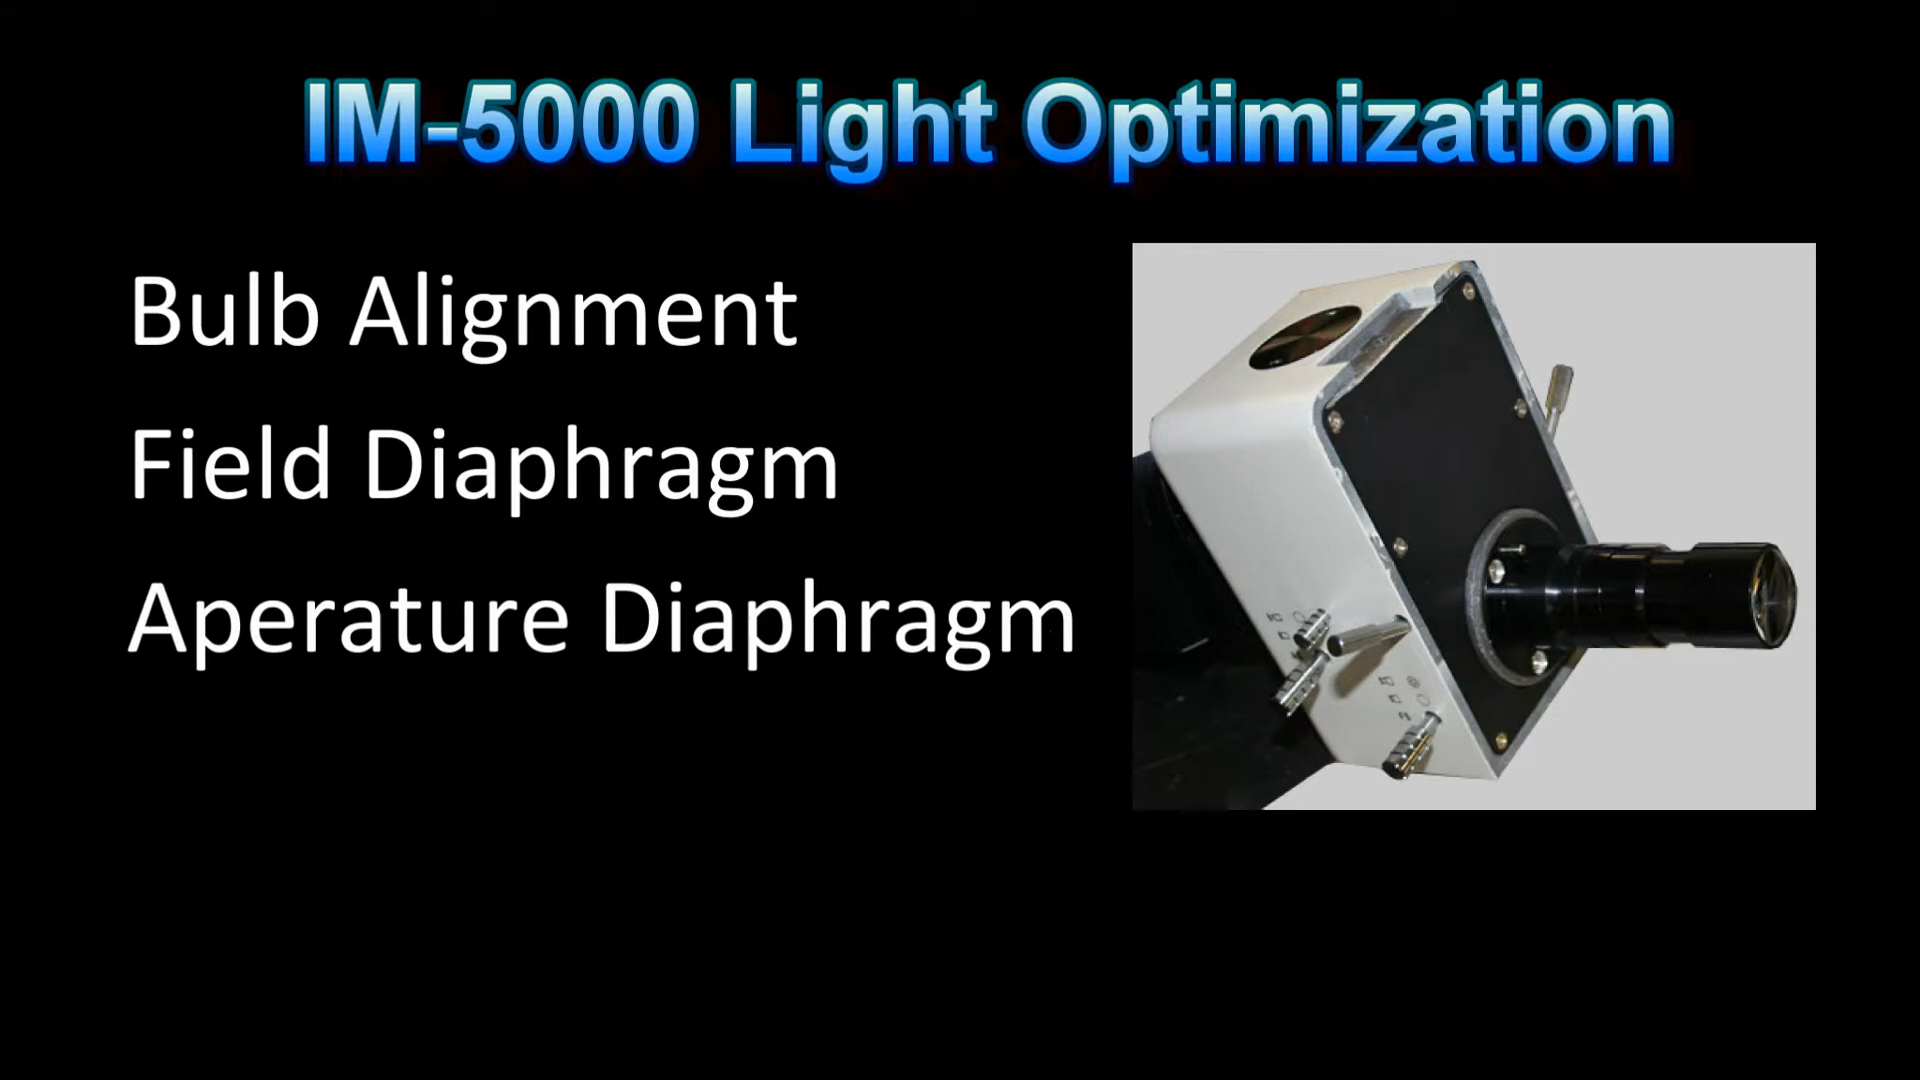 IM-5000 Light Optimization
Bulb Alignment
Field Diaphragm
Aperature Diaphragm